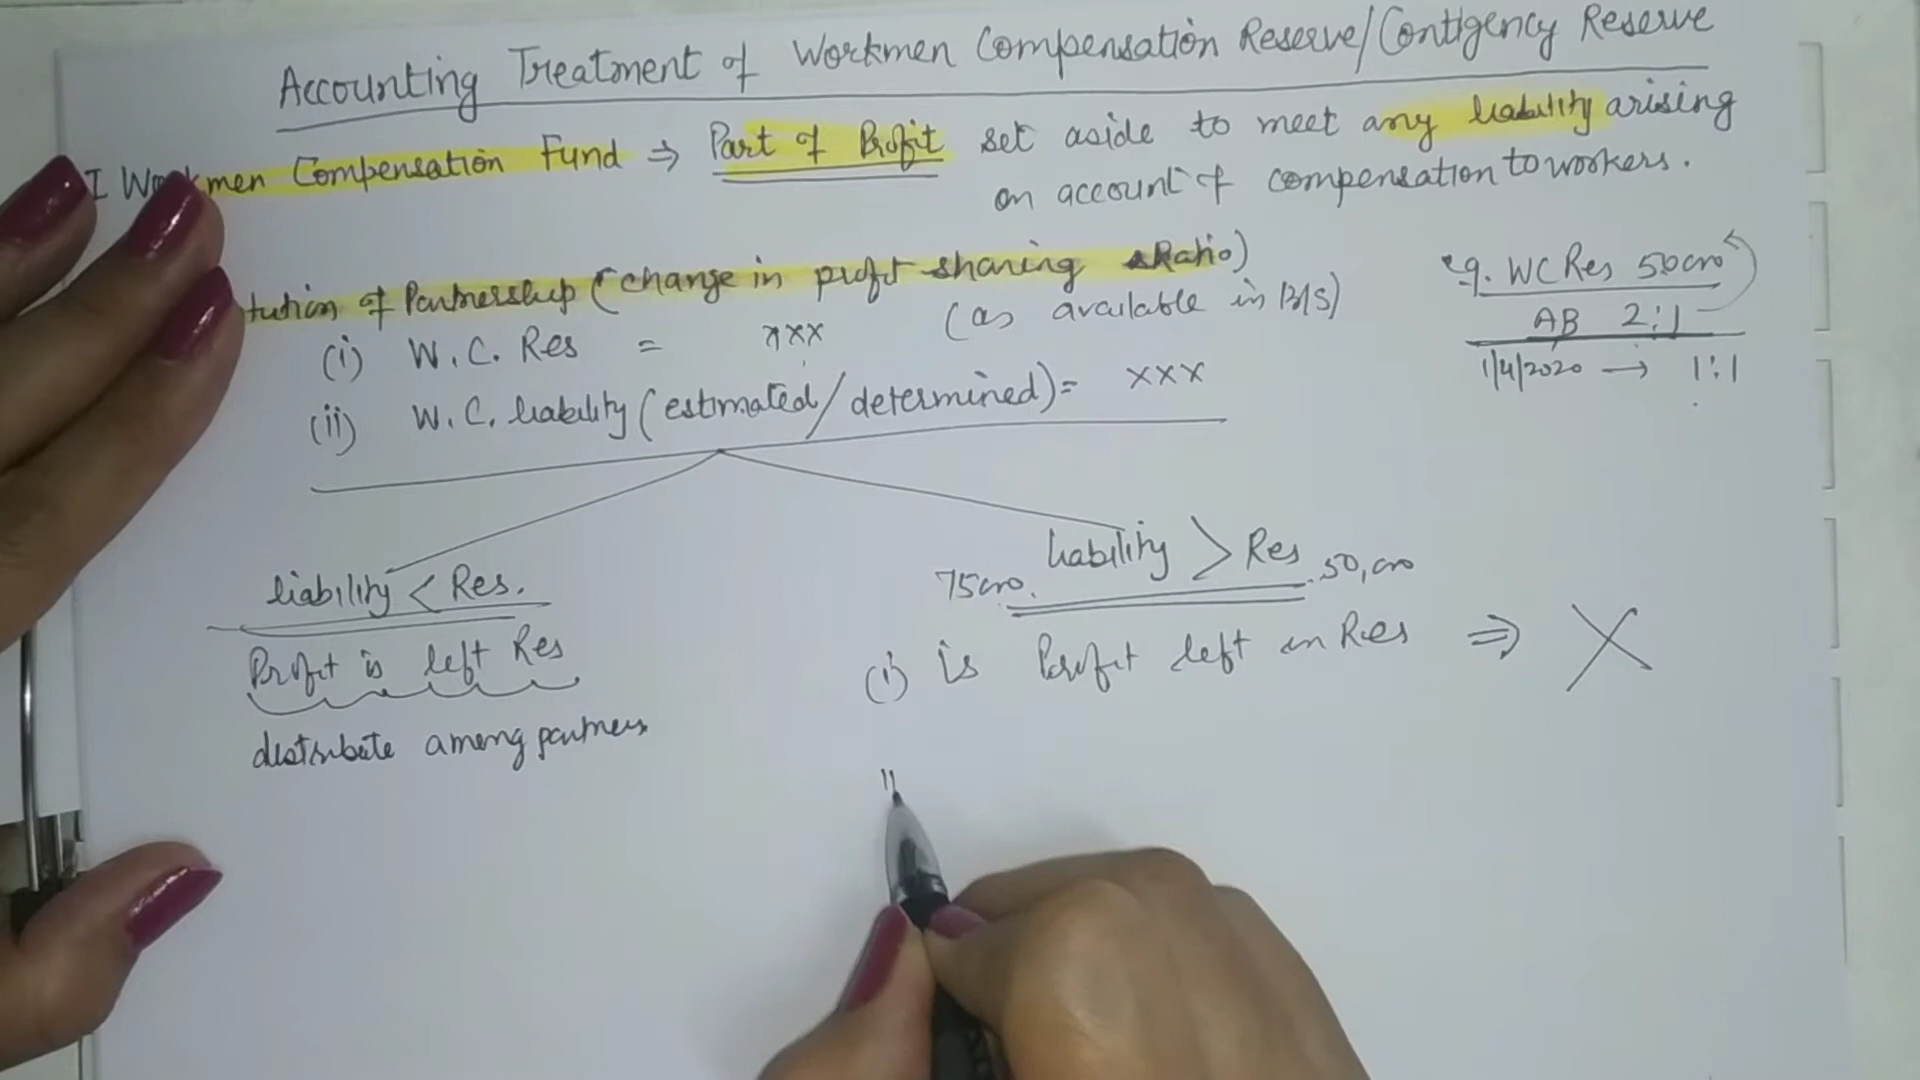 Accounting Treatment of Workmen Compensation Reserve/Contigency Reserve
I Workmen Compensation Fund ⇒ Part of Profit set aside to meet any liability arising
on account of compensation to workers.
tution of Partnership (change in profit sharing Ratio)
(i) W.C. Res = xxx (as available in B/S)
(ii) W.C. liability (estimated/determined) = xxx
eg. WC Res 50000
AB 2:1
1/4/2020 → 1:1
liability < Res.
Profit is left Res
distribute among partners
75000. liability > Res 50,000
(i) is Profit left in Res ⇒ X